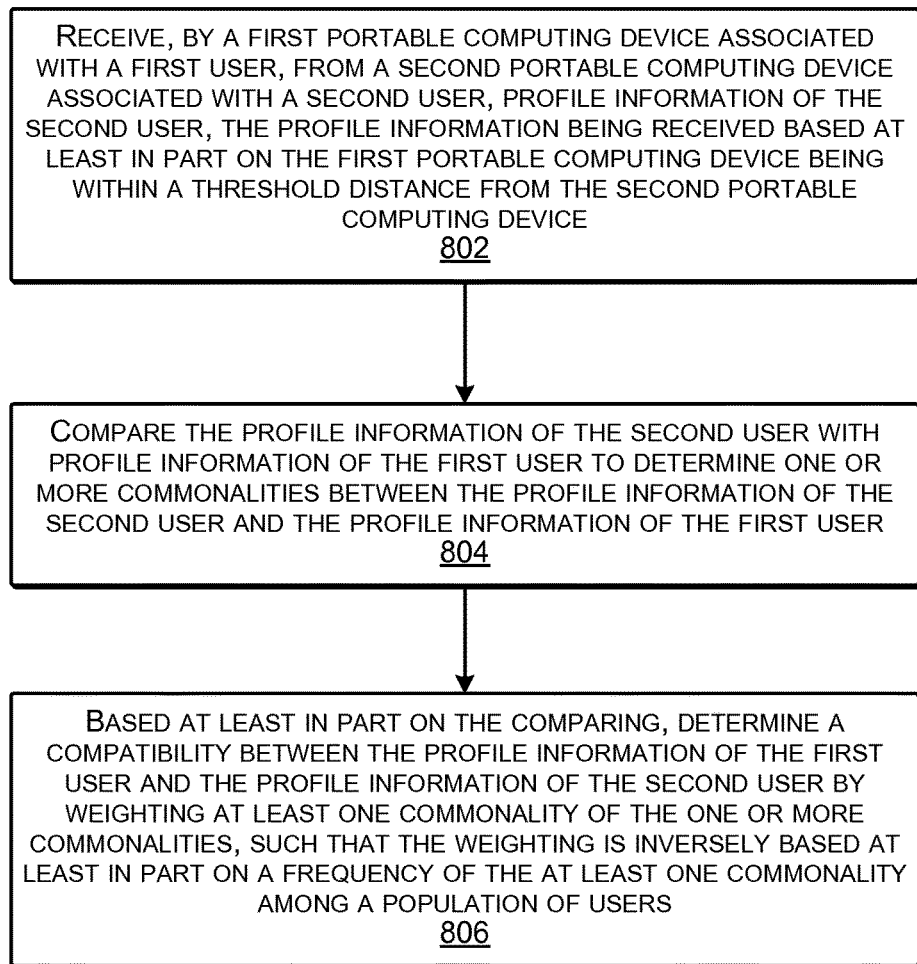 RECEIVE, BY A FIRST PORTABLE COMPUTING DEVICE ASSOCIATED
WITH A FIRST USER, FROM A SECOND PORTABLE COMPUTING DEVICE
ASSOCIATED WITH A SECOND USER, PROFILE INFORMATION OF THE
SECOND USER, THE PROFILE INFORMATION BEING RECEIVED BASED AT
LEAST IN PART ON THE FIRST PORTABLE COMPUTING DEVICE BEING
WITHIN A THRESHOLD DISTANCE FROM THE SECOND PORTABLE
COMPUTING DEVICE
802
COMPARE THE PROFILE INFORMATION OF THE SECOND USER WITH
PROFILE INFORMATION OF THE FIRST USER TO DETERMINE ONE OR
MORE COMMONALITIES BETWEEN THE PROFILE INFORMATION OF THE
SECOND USER AND THE PROFILE INFORMATION OF THE FIRST USER
804
BASED AT LEAST IN PART ON THE COMPARING, DETERMINE A
COMPATIBILITY BETWEEN THE PROFILE INFORMATION OF THE FIRST
USER AND THE PROFILE INFORMATION OF THE SECOND USER BY
WEIGHTING AT LEAST ONE COMMONALITY OF THE ONE OR MORE
COMMONALITIES, SUCH THAT THE WEIGHTING IS INVERSELY BASED AT
LEAST IN PART ON A FREQUENCY OF THE AT LEAST ONE COMMONALITY
AMONG A POPULATION OF USERS
806